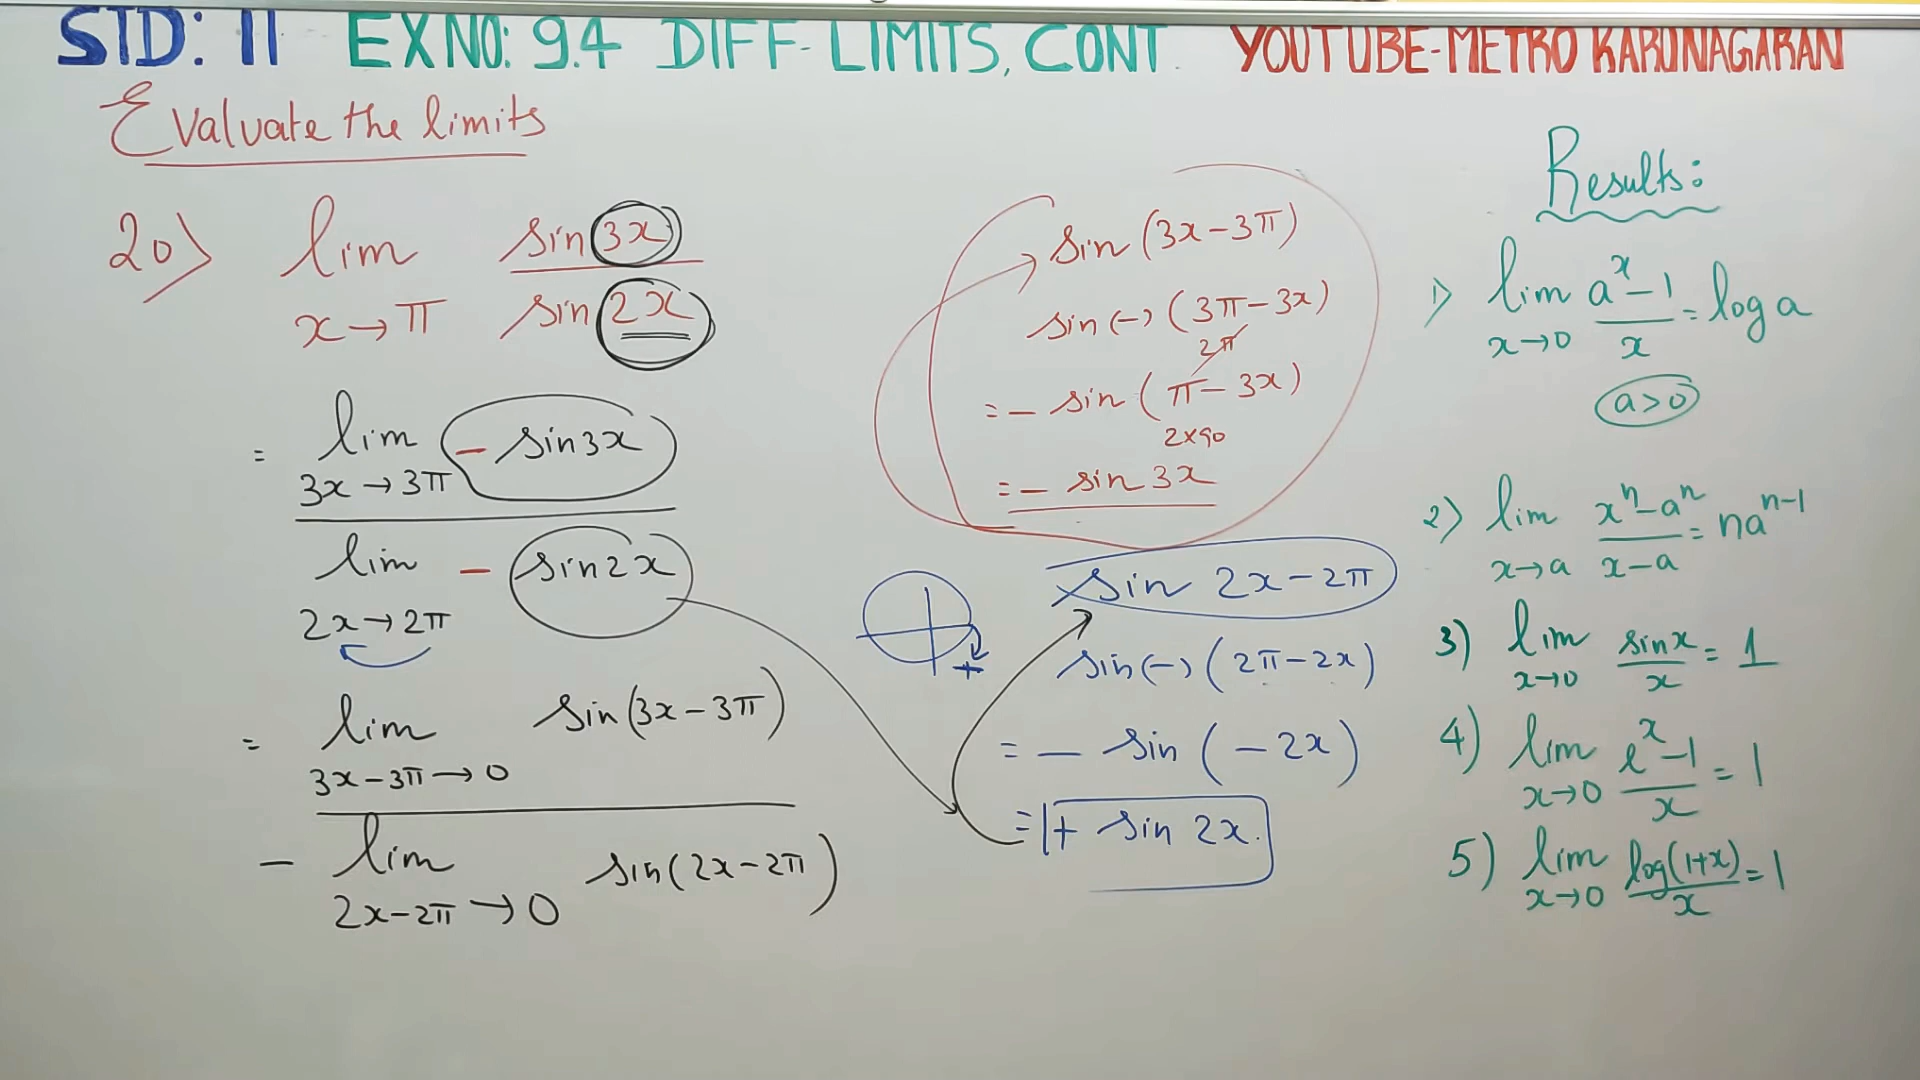 STD: 11 EXNO: 9.4 DIFF-LIMITS, CONT. YOUTUBE-METRO KARUNAGARAN
Evaluate the limits
20) lim sin 3x
x→π sin 2x
= lim - sin3x
3x→3π
lim - sin2x
2x→2π
= lim sin(3x-3π)
3x-3π→0
- lim sin(2x-2π)
2x-2π→0
sin(3x-3π)
sin(-)(3π-3x)
2π
=- sin(π-3x)
2x90
=- sin3x
sin 2x-2π
+
sin(-)(2π-2x)
= - sin(-2x)
= + sin 2x.
Results:
1) lim a^x-1 = log a
x→0 x
a>0
2) lim x^n-a^n = na^n-1
x→a x-a
3) lim sinx = 1
x→0 x
4) lim e^x-1 = 1
x→0 x
5) lim log(1+x) = 1
x→0 x